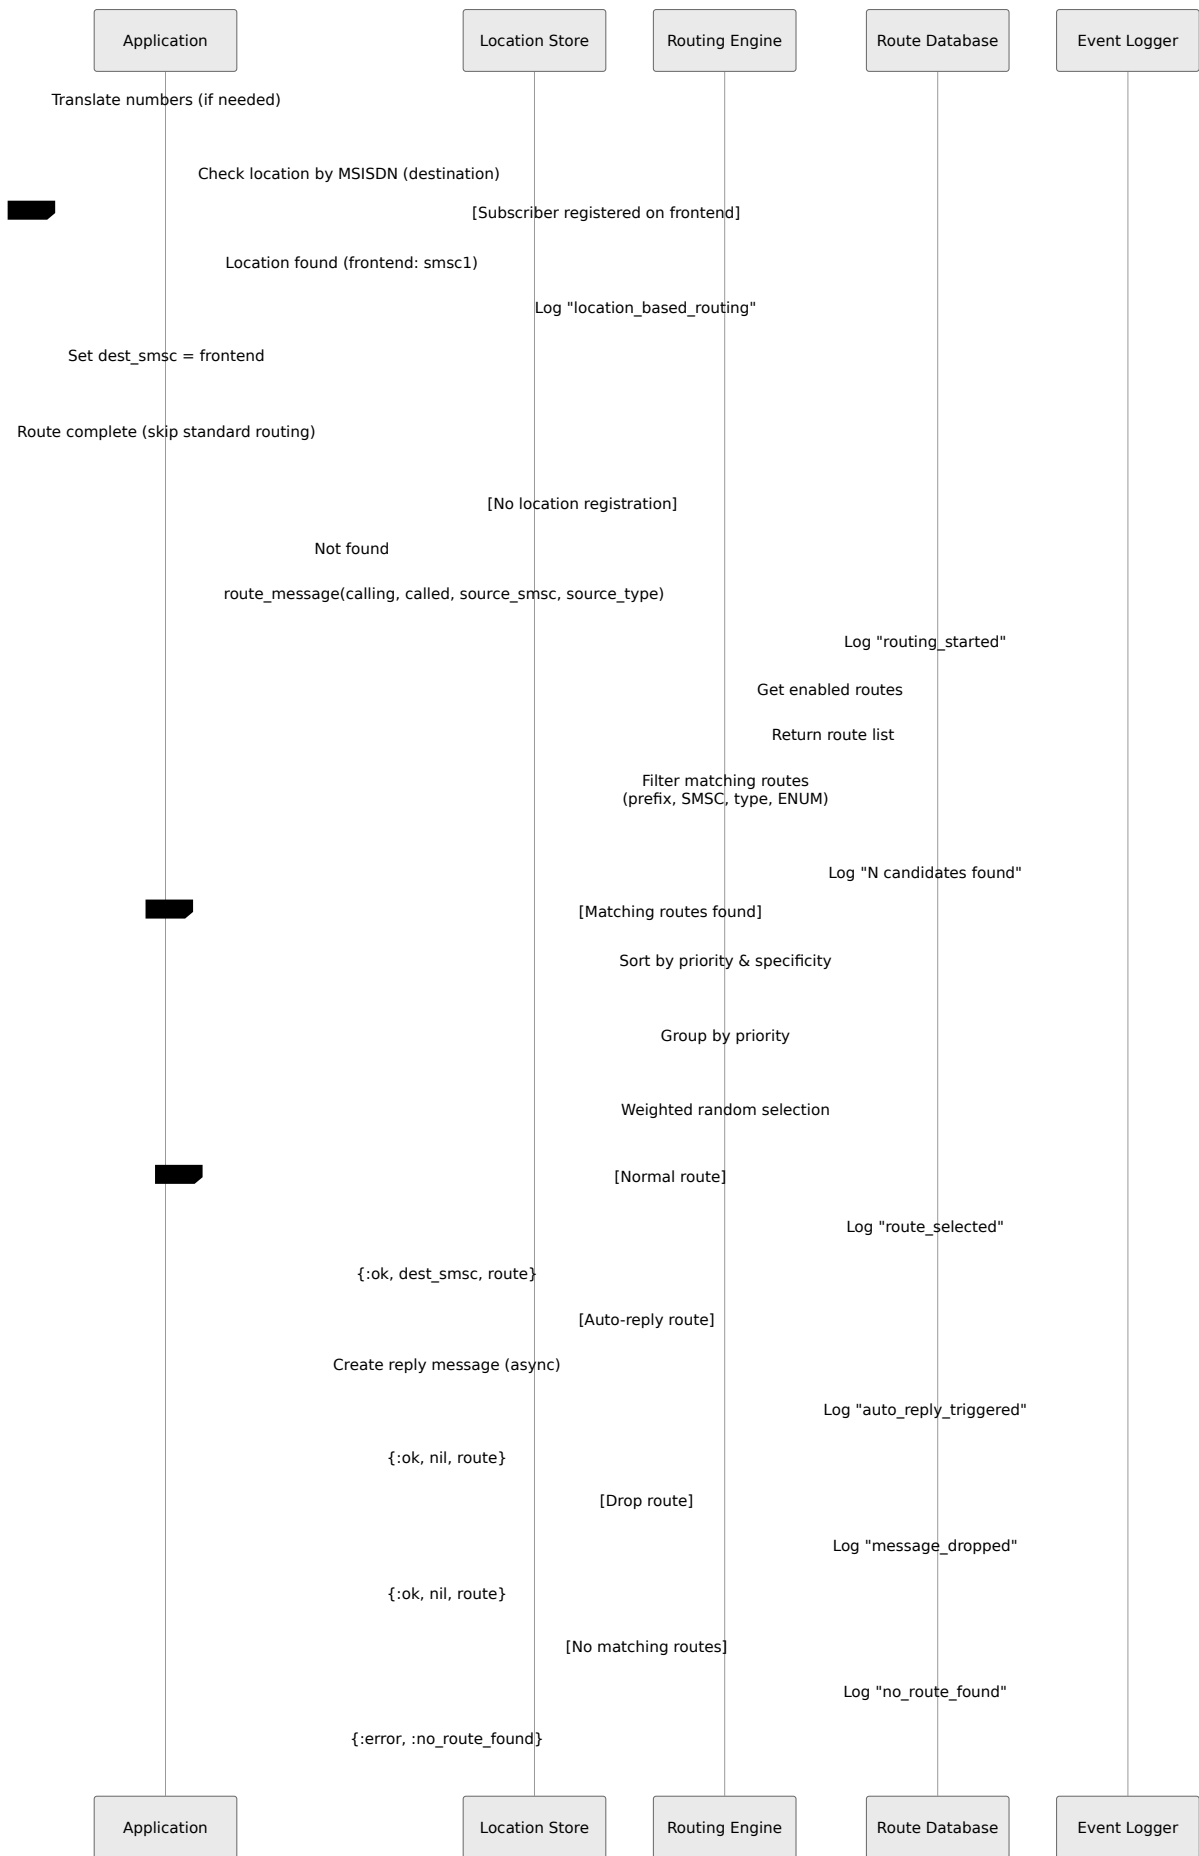 Application
Location Store
Routing Engine
Route Database
Event Logger
Translate numbers (if needed)
Check location by MSISDN (destination)
[Subscriber registered on frontend]
Location found (frontend: smsc1)
Log "location_based_routing"
Set dest_smsc = frontend
Route complete (skip standard routing)
[No location registration]
Not found
route_message(calling, called, source_smsc, source_type)
Log "routing_started"
Get enabled routes
Return route list
Filter matching routes
(prefix, SMSC, type, ENUM)
Log "N candidates found"
[Matching routes found]
Sort by priority & specificity
Group by priority
Weighted random selection
[Normal route]
Log "route_selected"
{:ok, dest_smsc, route}
[Auto-reply route]
Create reply message (async)
Log "auto_reply_triggered"
{:ok, nil, route}
[Drop route]
Log "message_dropped"
{:ok, nil, route}
[No matching routes]
Log "no_route_found"
{:error, :no_route_found}
Application
Location Store
Routing Engine
Route Database
Event Logger